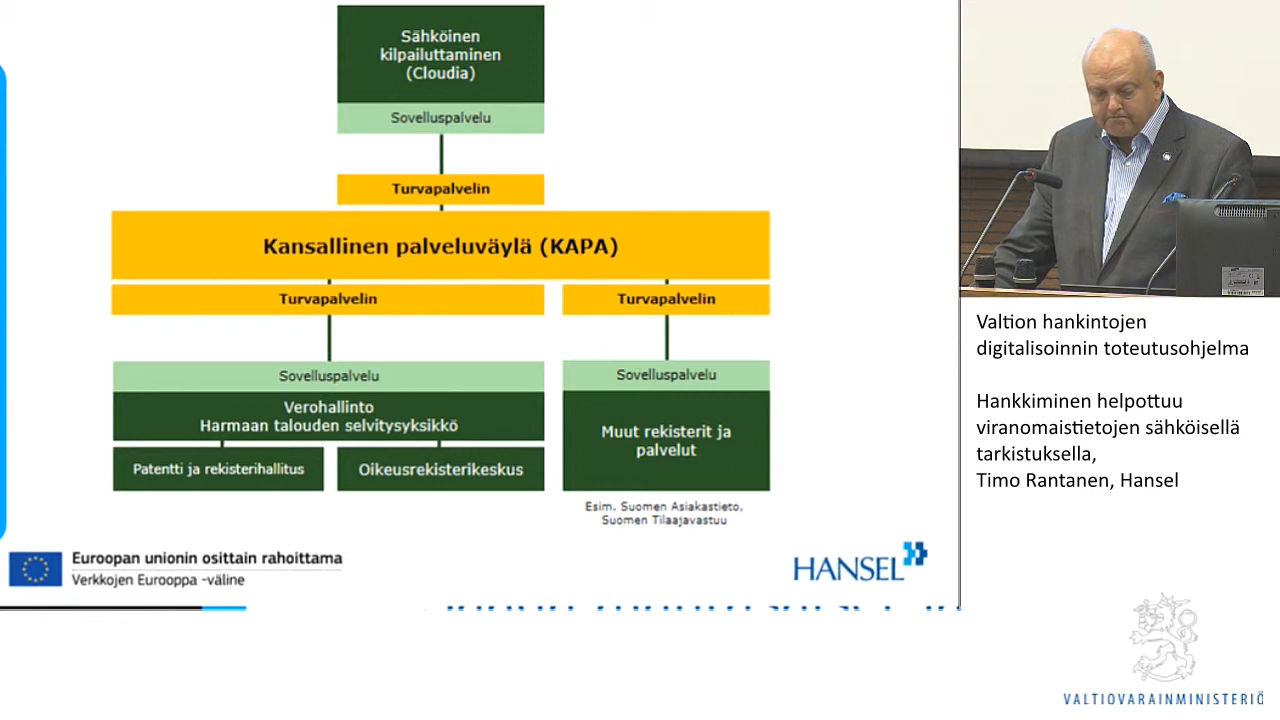 Sähköinen
kilpailuttaminen
(Cloudia)
Sovelluspalvelu
Turvapalvelin
Kansallinen palveluväylä (KAPA)
Turvapalvelin
Turvapalvelin
Sovelluspalvelu
Sovelluspalvelu
Verohallinto
Harmaan talouden selvitysyksikkö
Muut rekisterit ja
palvelut
Patentti ja rekisterihallitus
Oikeusrekisterikeskus
Esim. Suomen Asiakastieto,
Suomen Tilaajavastuu
Euroopan unionin osittain rahoittama
Verkkojen Eurooppa -väline
HANSEL
Valtion hankintojen
digitalisoinnin toteutusohjelma
Hankkiminen helpottuu
viranomaistietojen sähköisellä
tarkistuksella,
Timo Rantanen, Hansel
VALTIOVARAINMINISTERIÖ